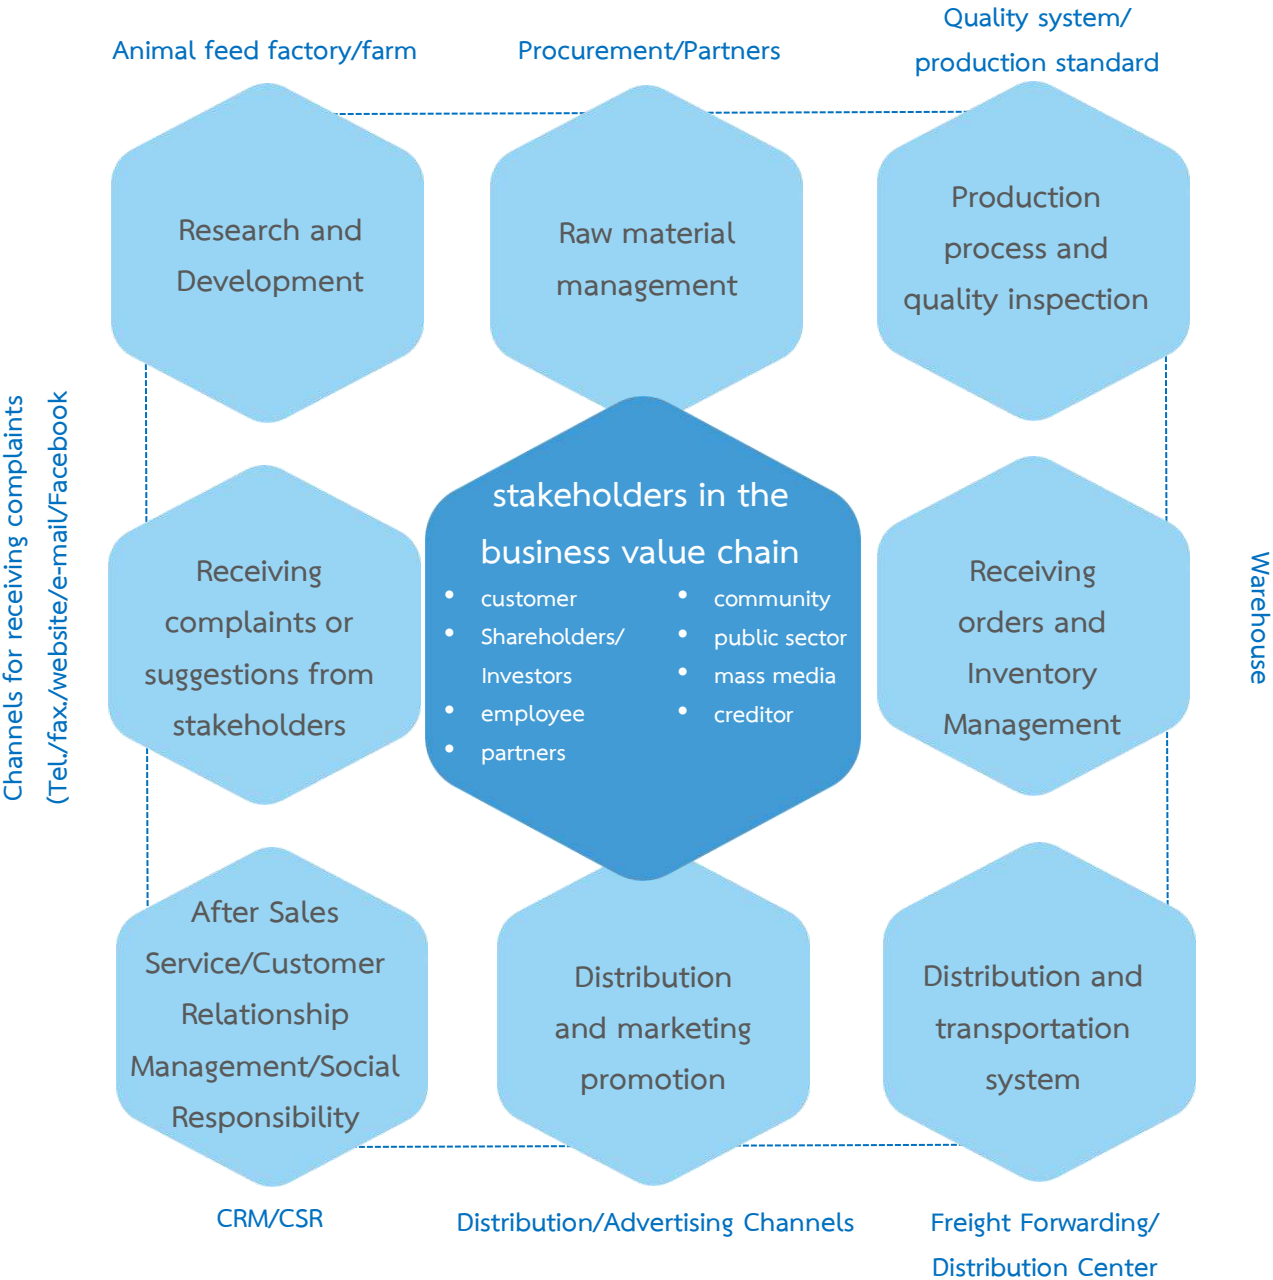 Animal feed factory/farm
Procurement/Partners
Quality system/
production standard
Research and
Development
Raw material
management
Production
process and
quality inspection
Channels for receiving complaints
(Tel./fax./website/e-mail/Facebook
Receiving
complaints or
suggestions from
stakeholders
stakeholders in the
business value chain
• customer
• Shareholders/
Investors
• employee
• partners
• community
• public sector
• mass media
• creditor
Receiving
orders and
Inventory
Management
Warehouse
After Sales
Service/Customer
Relationship
Management/Social
Responsibility
Distribution
and marketing
promotion
Distribution and
transportation
system
CRM/CSR
Distribution/Advertising Channels
Freight Forwarding/
Distribution Center